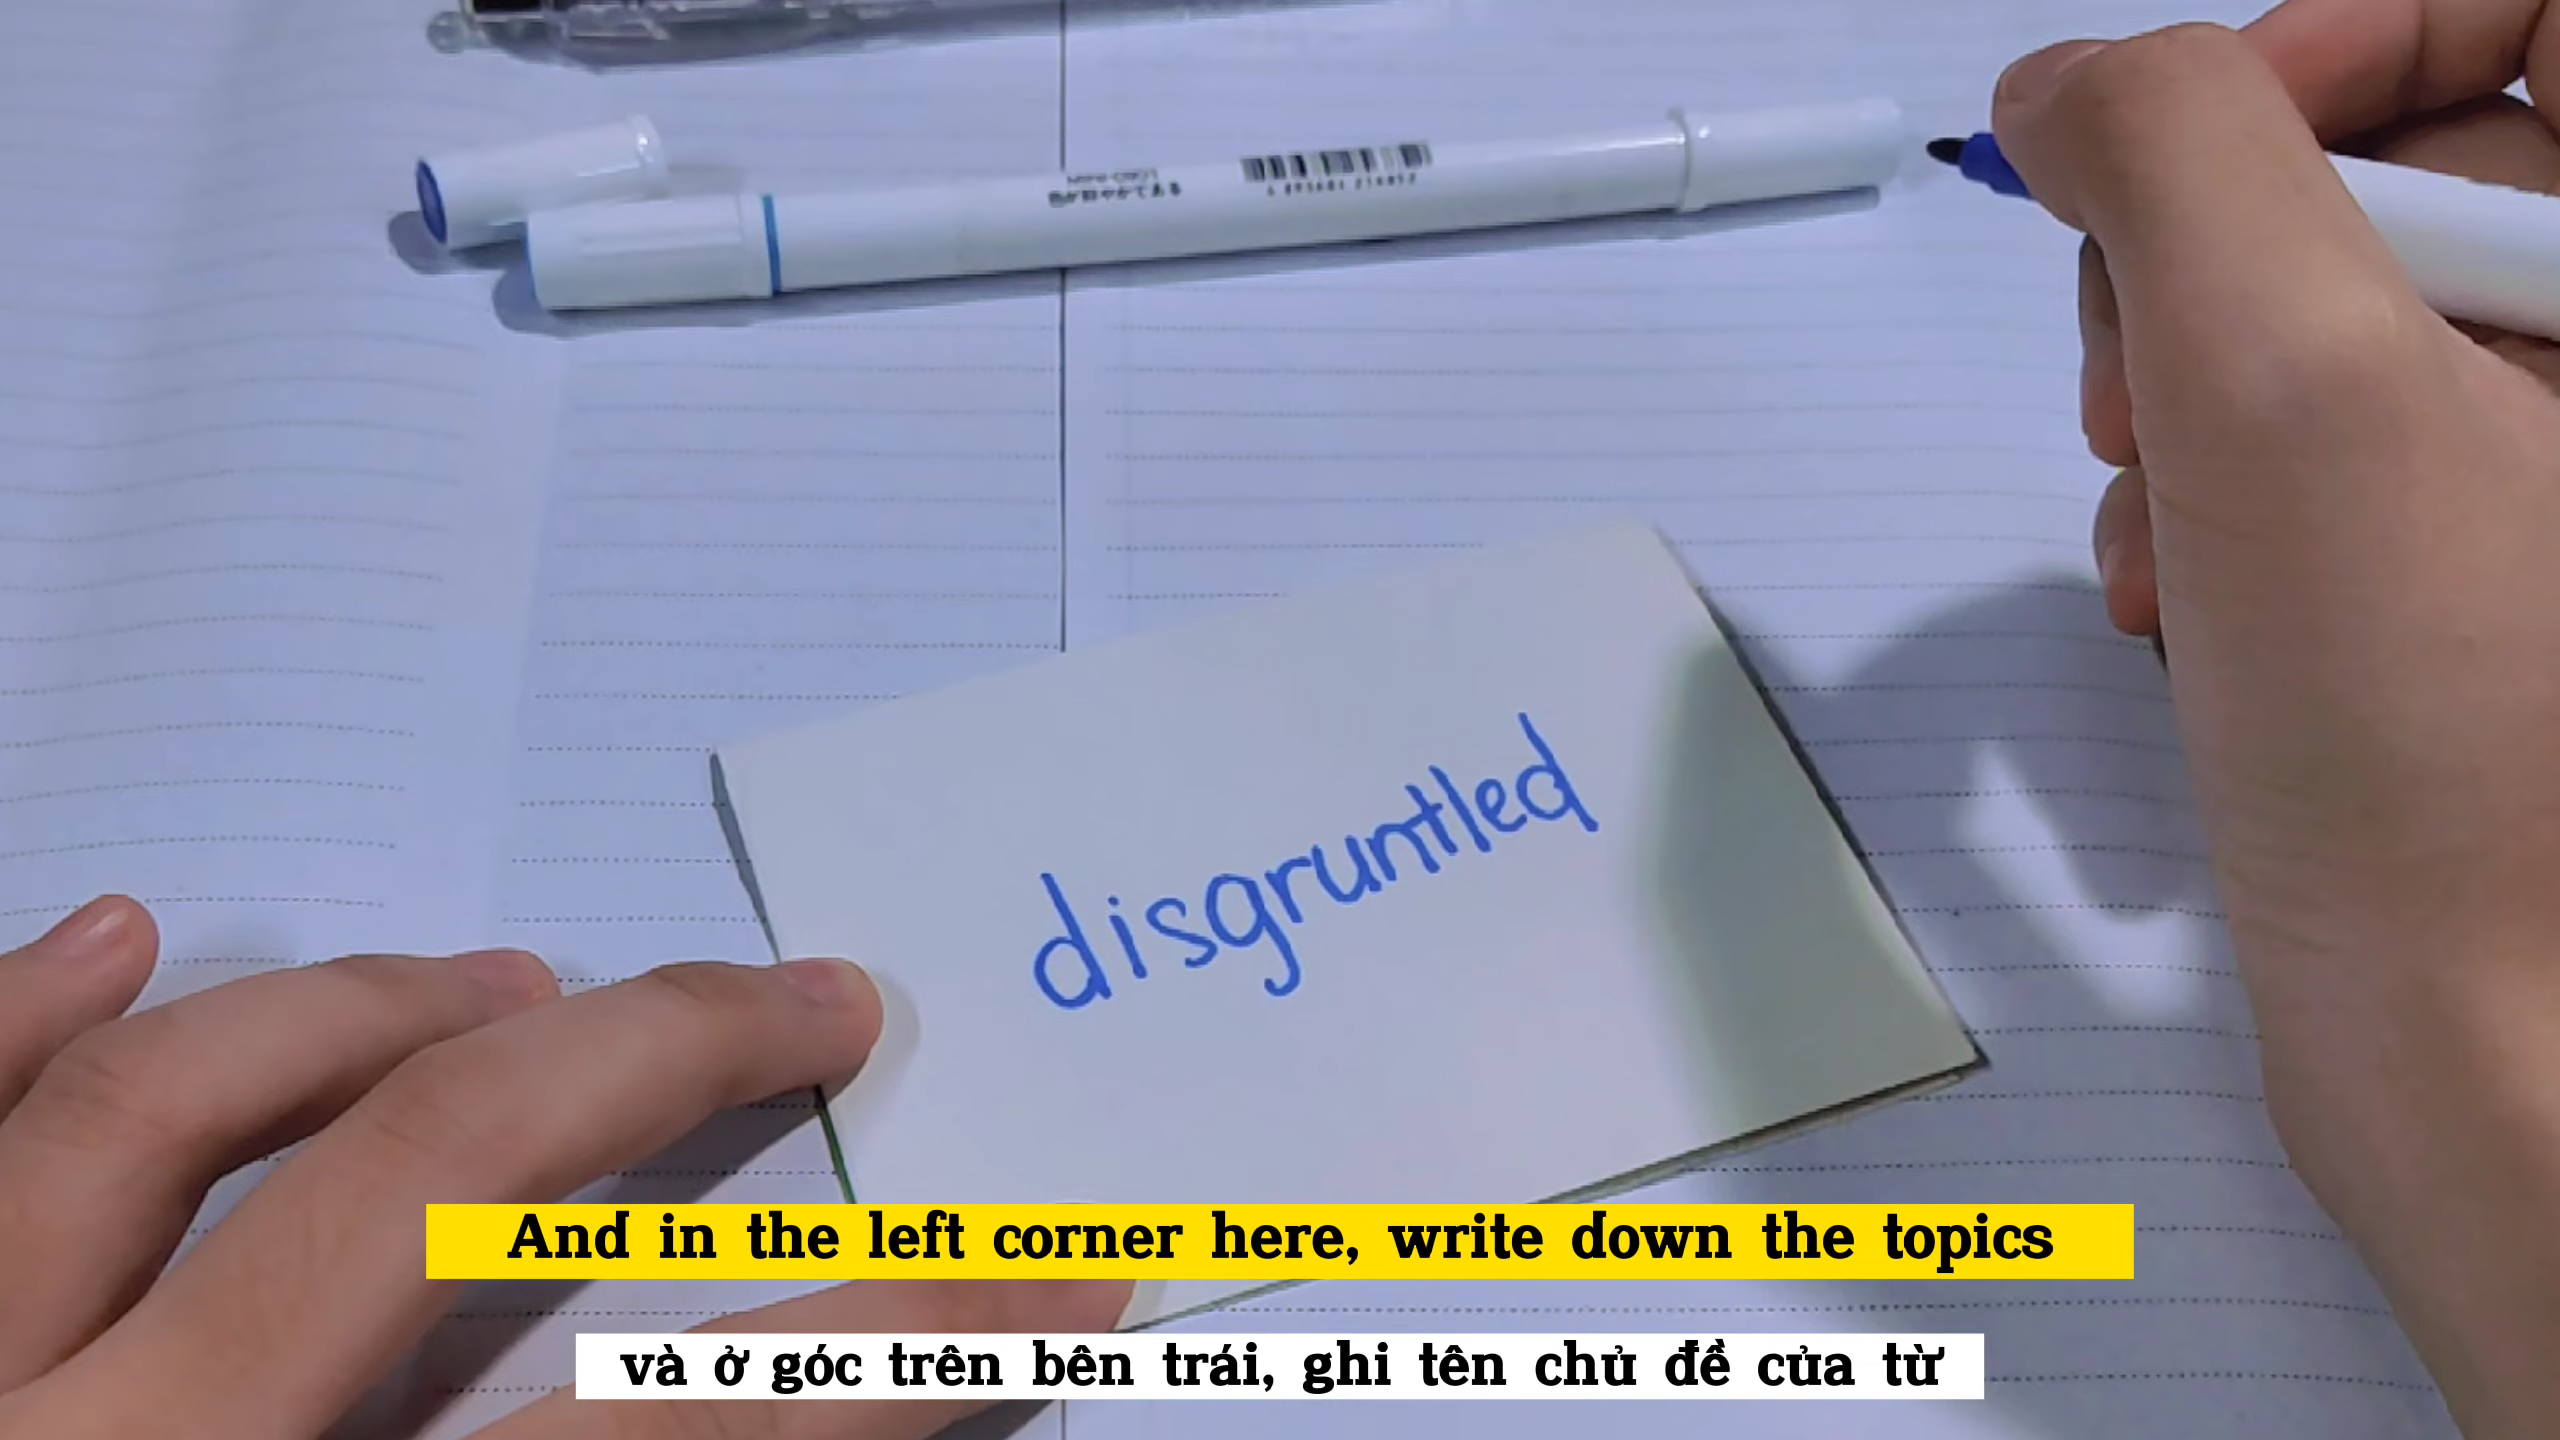 disgruntled
And in the left corner here, write down the topics
và ở góc trên bên trái, ghi tên chủ đề của từ